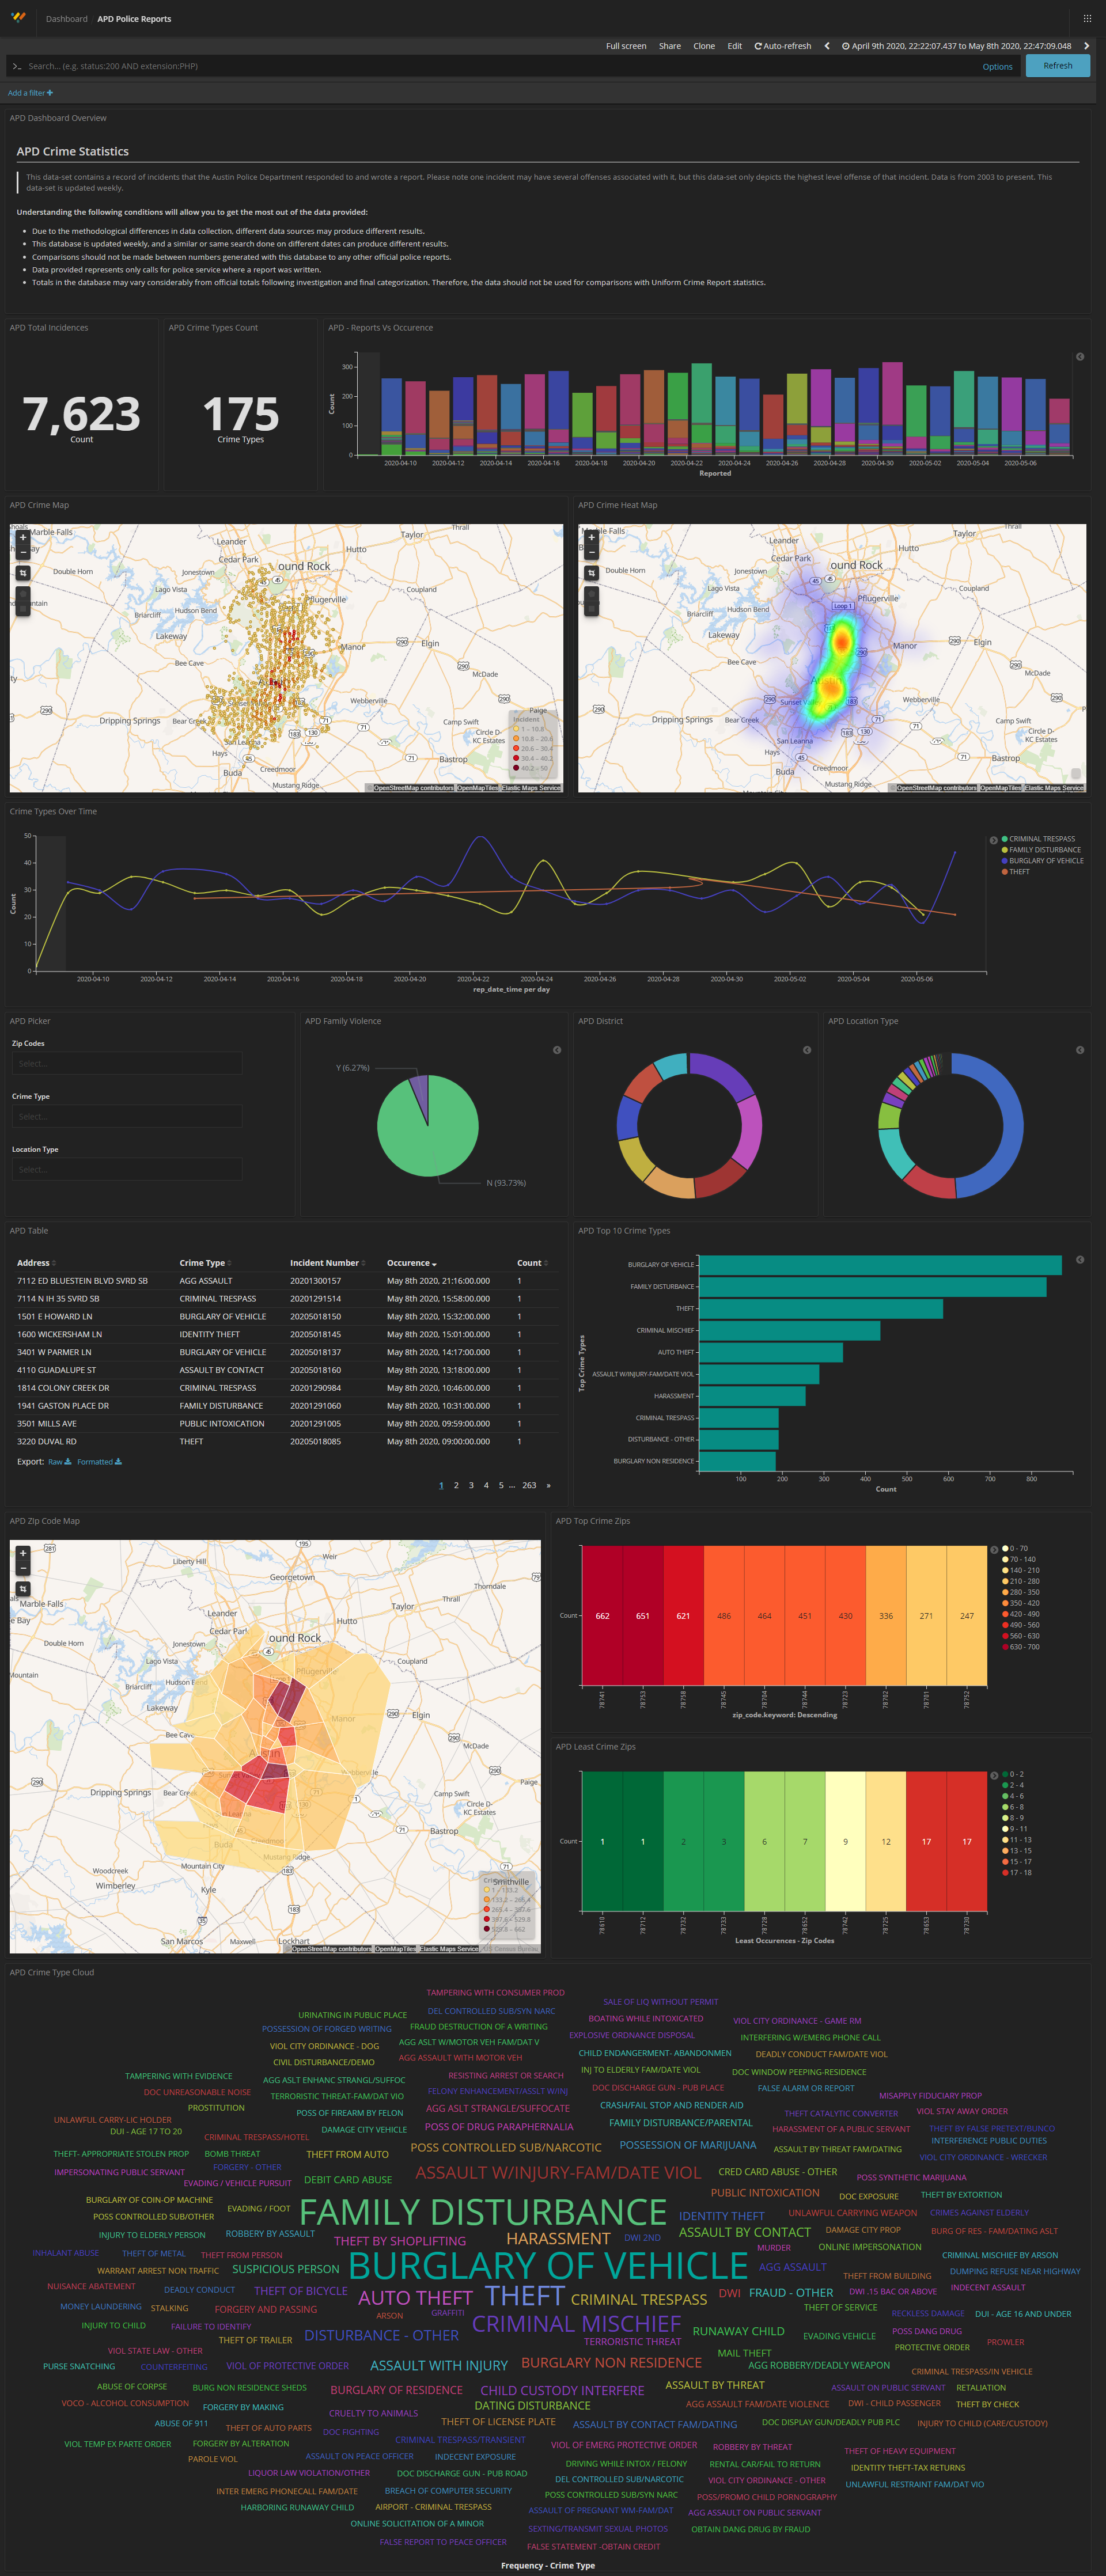 Dashboard APD Police Reports
Full screen Share Clone Edit Auto-refresh April 9th 2020, 22:22:07.437 to May 8th 2020, 22:47:09.048
>_ Search... (e.g. status:200 AND extension:PHP) Options Refresh
Add a filter +
APD Dashboard Overview
APD Crime Statistics
This data-set contains a record of incidents that the Austin Police Department responded to and wrote a report. Please note one incident may have several offenses associated with it, but this data-set only depicts the highest level offense of that incident. Data is from 2003 to present. This
data-set is updated weekly.
Understanding the following conditions will allow you to get the most out of the data provided:
Due to the methodological differences in data collection, different data sources may produce different results.
This database is updated weekly, and a similar or same search done on different dates can produce different results.
Comparisons should not be made between numbers generated with this database to any other official police reports.
Data provided represents only calls for police service where a report was written.
Totals in the database may vary considerably from official totals following investigation and final categorization. Therefore, the data should not be used for comparisons with Uniform Crime Report statistics.
APD Total Incidences
7,623
Count
APD Crime Types Count
175
Crime Types
APD - Reports Vs Occurence
Count
300
200
100
0
2020-04-10 2020-04-12 2020-04-14 2020-04-16 2020-04-18 2020-04-20 2020-04-22 2020-04-24 2020-04-26 2020-04-28 2020-04-30 2020-05-02 2020-05-04 2020-05-06
Reported
APD Crime Map
Marble Falls
Thrall
Taylor
Leander
Hutto
Cedar Park
ound Rock
Double Horn
Jonestown
Coupland
Lago Vista
Pflugerville
Briarcliff
Hudson Bend
Lakeway
Manor
Elgin
Bee Cave
McDade
Webberville
Paige
Dripping Springs
Bear Creek
Camp Swift
Circle D-
KC Estates
San Leanna
Hays
Creedmoor
Buda
Bastrop
Mustang Ridge
Incident
1 – 10.8
10.8 – 20.6
20.6 – 30.4
30.4 – 40.2
40.2 – 50
OpenStreetMap contributors OpenMapTiles Elastic Maps Service
APD Crime Heat Map
Thrall
Taylor
Leander
Hutto
Cedar Park
ound Rock
Double Horn
Jonestown
Coupland
Lago Vista
Loop 1
Pflugerville
Briarcliff
Hudson Bend
Lakeway
Manor
Elgin
Bee Cave
McDade
Webberville
Dripping Springs
Bear Creek
Camp Swift
Circle D-
KC Estates
San Leanna
Hays
Creedmoor
Buda
Bastrop
Mustang Ridge
OpenStreetMap contributors OpenMapTiles Elastic Maps Service
Crime Types Over Time
Count
50
40
30
20
10
0
2020-04-10 2020-04-12 2020-04-14 2020-04-16 2020-04-18 2020-04-20 2020-04-22 2020-04-24 2020-04-26 2020-04-28 2020-04-30 2020-05-02 2020-05-04 2020-05-06
rep_date_time per day
CRIMINAL TRESPASS
FAMILY DISTURBANCE
BURGLARY OF VEHICLE
THEFT
APD Picker
Zip Codes
Select...
Crime Type
Select...
Location Type
Select...
APD Family Violence
Y (6.27%)
N (93.73%)
APD District
APD Location Type
APD Table
Address Crime Type Incident Number Occurence Count
7112 ED BLUESTEIN BLVD SVRD SB AGG ASSAULT 20201300157 May 8th 2020, 21:16:00.000 1
7114 N IH 35 SVRD SB CRIMINAL TRESPASS 20201291514 May 8th 2020, 15:58:00.000 1
1501 E HOWARD LN BURGLARY OF VEHICLE 20205018150 May 8th 2020, 15:32:00.000 1
1600 WICKERSHAM LN IDENTITY THEFT 20205018145 May 8th 2020, 15:01:00.000 1
3401 W PARMER LN BURGLARY OF VEHICLE 20205018137 May 8th 2020, 14:17:00.000 1
4110 GUADALUPE ST ASSAULT BY CONTACT 20205018160 May 8th 2020, 13:18:00.000 1
1814 COLONY CREEK DR CRIMINAL TRESPASS 20201290984 May 8th 2020, 10:46:00.000 1
1941 GASTON PLACE DR FAMILY DISTURBANCE 20201291060 May 8th 2020, 10:31:00.000 1
3501 MILLS AVE PUBLIC INTOXICATION 20201291005 May 8th 2020, 09:59:00.000 1
3220 DUVAL RD THEFT 20205018085 May 8th 2020, 09:00:00.000 1
Export: Raw Formatted
1 2 3 4 5 ... 263 »
APD Top 10 Crime Types
Top Crime Types
BURGLARY OF VEHICLE
FAMILY DISTURBANCE
THEFT
CRIMINAL MISCHIEF
AUTO THEFT
ASSAULT W/INJURY-FAM/DATE VIOL
HARASSMENT
CRIMINAL TRESPASS
DISTURBANCE - OTHER
BURGLARY NON RESIDENCE
100 200 300 400 500 600 700 800
Count
APD Zip Code Map
Liberty Hill
Weir
Georgetown
Thorndale
Thrall
Marble Falls
Taylor
Leander
Hutto
ound Rock
Double Horn
Jonestown
Coupland
Lago Vista
Pflugerville
Briarcliff
Lakeway
Manor
Elgin
McDade
Paige
Dripping Springs
Camp Swift
Circle D-
KC Estates
Buda
Bastrop
Mountain City
Woodcreek
Wimberley
Kyle
Smithville
San Marcos
Maxwell
Lockhart
OpenStreetMap contributors OpenMapTiles Elastic Maps Service
APD Top Crime Zips
Count
662 651 621 486 464 451 430 336 271 247
78741 78753 78758 78745 78704 78744 78723 78702 78701 78752
zip_code.keyword: Descending
0 - 70
70 - 140
140 - 210
210 - 280
280 - 350
350 - 420
420 - 490
490 - 560
560 - 630
630 - 700
APD Least Crime Zips
Count
1 1 2 3 6 7 9 12 17 17
78610 78712 78732 78733 78728 78652 78742 78725 78653 78730
Least Occurences - Zip Codes
0 - 2
2 - 4
4 - 6
6 - 8
8 - 9
9 - 11
11 - 13
13 - 15
15 - 17
17 - 18
APD Crime Type Cloud
TAMPERING WITH CONSUMER PROD
SALE OF LIQ WITHOUT PERMIT
URINATING IN PUBLIC PLACE
DEL CONTROLLED SUB/SYN NARC
BOATING WHILE INTOXICATED
VIOL CITY ORDINANCE - GAME RM
POSSESSION OF FORGED WRITING
FRAUD DESTRUCTION OF A WRITING
EXPLOSIVE ORDNANCE DISPOSAL
INTERFERING W/EMERG PHONE CALL
VIOL CITY ORDINANCE - DOG
AGG ASLT W/MOTOR VEH FAM/DAT V
CHILD ENDANGERMENT- ABANDONMEN
DEADLY CONDUCT FAM/DATE VIOL
CIVIL DISTURBANCE/DEMO
AGG ASSAULT WITH MOTOR VEH
INJ TO ELDERLY FAM/DATE VIOL
DOC WINDOW PEEPING-RESIDENCE
TAMPERING WITH EVIDENCE
AGG ASLT ENHANC STRANGL/SUFFOC
RESISTING ARREST OR SEARCH
DOC UNREASONABLE NOISE
TERRORISTIC THREAT-FAM/DAT VIO
FELONY ENHANCEMENT/ASSLT W/INJ
DOC DISCHARGE GUN - PUB PLACE
FALSE ALARM OR REPORT
MISAPPLY FIDUCIARY PROP
PROSTITUTION
POSS OF FIREARM BY FELON
AGG ASLT STRANGLE/SUFFOCATE
CRASH/FAIL STOP AND RENDER AID
THEFT CATALYTIC CONVERTER
VIOL STAY AWAY ORDER
UNLAWFUL CARRY-LIC HOLDER
DUI - AGE 17 TO 20
CRIMINAL TRESPASS/HOTEL
DAMAGE CITY VEHICLE
POSS OF DRUG PARAPHERNALIA
FAMILY DISTURBANCE/PARENTAL
HARASSMENT OF A PUBLIC SERVANT
THEFT BY FALSE PRETEXT/BUNCO
INTERFERENCE PUBLIC DUTIES
THEFT- APPROPRIATE STOLEN PROP
BOMB THREAT
THEFT FROM AUTO
POSS CONTROLLED SUB/NARCOTIC
POSSESSION OF MARIJUANA
ASSAULT BY THREAT FAM/DATING
VIOL CITY ORDINANCE - WRECKER
FORGERY - OTHER
IMPERSONATING PUBLIC SERVANT
EVADING / VEHICLE PURSUIT
DEBIT CARD ABUSE
ASSAULT W/INJURY-FAM/DATE VIOL
CRED CARD ABUSE - OTHER
POSS SYNTHETIC MARIJUANA
PUBLIC INTOXICATION
DOC EXPOSURE
THEFT BY EXTORTION
BURGLARY OF COIN-OP MACHINE
EVADING / FOOT
FAMILY DISTURBANCE
IDENTITY THEFT
UNLAWFUL CARRYING WEAPON
CRIMES AGAINST ELDERLY
POSS CONTROLLED SUB/OTHER
INJURY TO ELDERLY PERSON
ROBBERY BY ASSAULT
THEFT BY SHOPLIFTING
HARASSMENT
DWI 2ND
ASSAULT BY CONTACT
DAMAGE CITY PROP
BURG OF RES - FAM/DATING ASLT
MURDER
ONLINE IMPERSONATION
INHALANT ABUSE
THEFT OF METAL
THEFT FROM PERSON
CRIMINAL MISCHIEF BY ARSON
WARRANT ARREST NON TRAFFIC
SUSPICIOUS PERSON
BURGLARY OF VEHICLE
AGG ASSAULT
THEFT FROM BUILDING
DUMPING REFUSE NEAR HIGHWAY
NUISANCE ABATEMENT
DEADLY CONDUCT
THEFT OF BICYCLE
AUTO THEFT
THEFT
CRIMINAL TRESPASS
DWI
FRAUD - OTHER
DWI .15 BAC OR ABOVE
INDECENT ASSAULT
MONEY LAUNDERING
STALKING
FORGERY AND PASSING
ARSON
GRAFFITI
THEFT OF SERVICE
RECKLESS DAMAGE
DUI - AGE 16 AND UNDER
INJURY TO CHILD
FAILURE TO IDENTIFY
CRIMINAL MISCHIEF
RUNAWAY CHILD
EVADING VEHICLE
POSS DANG DRUG
THEFT OF TRAILER
DISTURBANCE - OTHER
TERRORISTIC THREAT
PROTECTIVE ORDER
PROWLER
VIOL STATE LAW - OTHER
MAIL THEFT
PURSE SNATCHING
COUNTERFEITING
VIOL OF PROTECTIVE ORDER
ASSAULT WITH INJURY
BURGLARY NON RESIDENCE
AGG ROBBERY/DEADLY WEAPON
CRIMINAL TRESPASS/IN VEHICLE
ABUSE OF CORPSE
BURG NON RESIDENCE SHEDS
BURGLARY OF RESIDENCE
CHILD CUSTODY INTERFERE
ASSAULT BY THREAT
ASSAULT ON PUBLIC SERVANT
RETALIATION
VOCO - ALCOHOL CONSUMPTION
FORGERY BY MAKING
DATING DISTURBANCE
AGG ASSAULT FAM/DATE VIOLENCE
DWI - CHILD PASSENGER
THEFT BY CHECK
CRUELTY TO ANIMALS
ABUSE OF 911
THEFT OF AUTO PARTS
DOC FIGHTING
THEFT OF LICENSE PLATE
ASSAULT BY CONTACT FAM/DATING
DOC DISPLAY GUN/DEADLY PUB PLC
INJURY TO CHILD (CARE/CUSTODY)
VIOL TEMP EX PARTE ORDER
FORGERY BY ALTERATION
CRIMINAL TRESPASS/TRANSIENT
VIOL OF EMERG PROTECTIVE ORDER
ROBBERY BY THREAT
THEFT OF HEAVY EQUIPMENT
PAROLE VIOL
ASSAULT ON PEACE OFFICER
INDECENT EXPOSURE
DRIVING WHILE INTOX / FELONY
RENTAL CAR/FAIL TO RETURN
IDENTITY THEFT-TAX RETURNS
LIQUOR LAW VIOLATION/OTHER
DOC DISCHARGE GUN - PUB ROAD
DEL CONTROLLED SUB/NARCOTIC
VIOL CITY ORDINANCE - OTHER
UNLAWFUL RESTRAINT FAM/DAT VIO
INTER EMERG PHONECALL FAM/DATE
BREACH OF COMPUTER SECURITY
POSS CONTROLLED SUB/SYN NARC
POSS/PROMO CHILD PORNOGRAPHY
HARBORING RUNAWAY CHILD
AIRPORT - CRIMINAL TRESPASS
ASSAULT OF PREGNANT WM-FAM/DAT
AGG ASSAULT ON PUBLIC SERVANT
ONLINE SOLICITATION OF A MINOR
SEXTING/TRANSMIT SEXUAL PHOTOS
OBTAIN DANG DRUG BY FRAUD
FALSE REPORT TO PEACE OFFICER
FALSE STATEMENT -OBTAIN CREDIT
Frequency - Crime Type